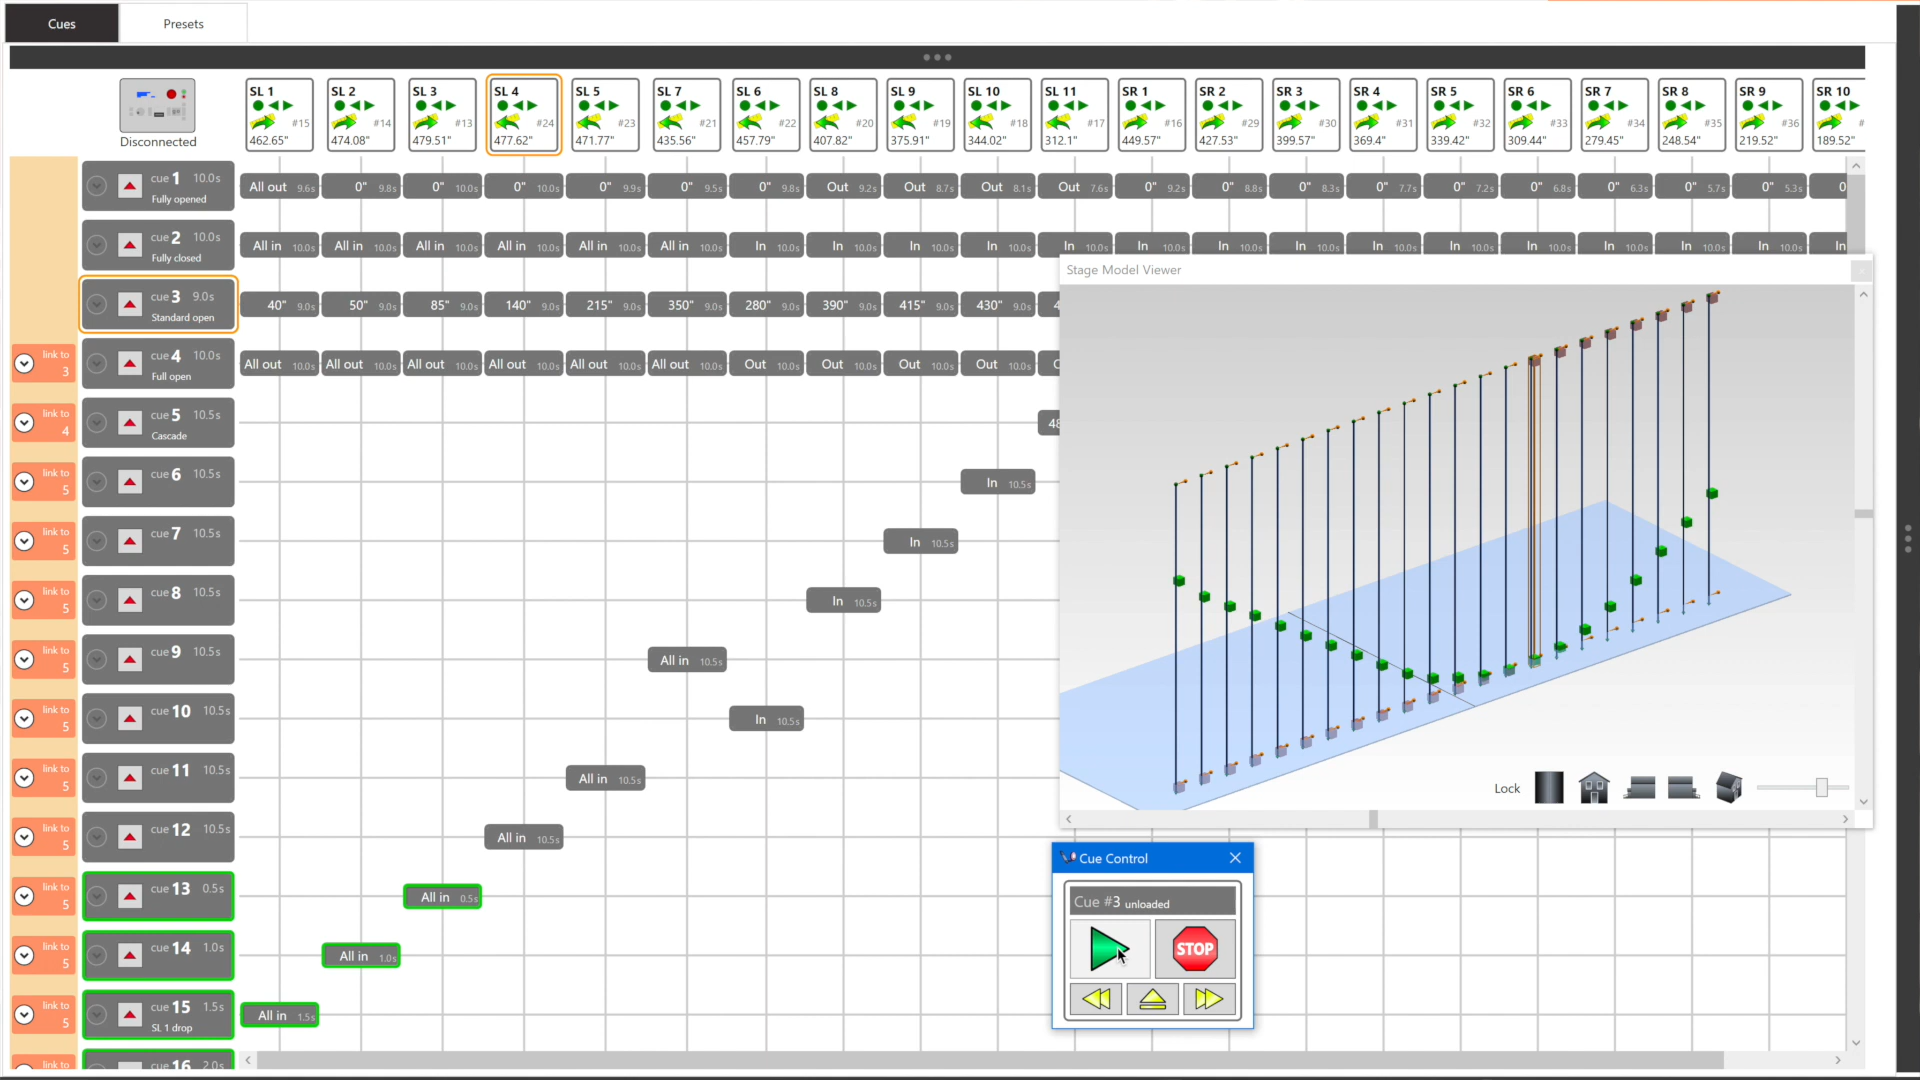 Cues Presets
SL 1 SL 2 SL 3 SL 4 SL 5 SL 7 SL 6 SL 8 SL 9 SL 10 SL 11 SR 1 SR 2 SR 3 SR 4 SR 5 SR 6 SR 7 SR 8 SR 9 SR 10
#15 #14 #13 #24 #23 #21 #22 #20 #19 #18 #17 #16 #29 #30 #31 #32 #33 #34 #35 #36 #
Disconnected 462.65" 474.08" 479.51" 477.62" 471.77" 435.56" 457.79" 407.82" 375.91" 344.02" 312.1" 449.57" 427.53" 399.57" 369.4" 339.42" 309.44" 279.45" 248.54" 219.52" 189.52"
cue 1 10.0s
Fully opened
All out 9.6s 0" 9.8s 0" 10.0s 0" 10.0s 0" 9.9s 0" 9.5s 0" 9.8s Out 9.2s Out 8.7s Out 8.1s Out 7.6s 0" 9.2s 0" 8.8s 0" 8.3s 0" 7.7s 0" 7.2s 0" 6.8s 0" 6.3s 0" 5.7s 0" 5.3s 0
cue 2 10.0s
Fully closed
All in 10.0s All in 10.0s All in 10.0s All in 10.0s All in 10.0s All in 10.0s In 10.0s In 10.0s In 10.0s In 10.0s In 10.0s In 10.0s In 10.0s In 10.0s In 10.0s In 10.0s In 10.0s In 10.0s In 10.0s In 10.0s In
cue 3 9.0s
Standard open
40" 9.0s 50" 9.0s 85" 9.0s 140" 9.0s 215" 9.0s 350" 9.0s 280" 9.0s 390" 9.0s 415" 9.0s 430" 9.0s 4
link to
3
cue 4 10.0s
Full open
All out 10.0s All out 10.0s All out 10.0s All out 10.0s All out 10.0s All out 10.0s Out 10.0s Out 10.0s Out 10.0s Out 10.0s
link to
4
cue 5 10.5s
Cascade
48
link to
5
cue 6 10.5s
In 10.5s
link to
5
cue 7 10.5s
In 10.5s
link to
5
cue 8 10.5s
In 10.5s
link to
5
cue 9 10.5s
All in 10.5s
link to
5
cue 10 10.5s
In 10.5s
link to
5
cue 11 10.5s
All in 10.5s
link to
5
cue 12 10.5s
All in 10.5s
link to
5
cue 13 0.5s
All in 0.5s
link to
5
cue 14 1.0s
All in 1.0s
link to
5
cue 15 1.5s
SL 1 drop
All in 1.5s
link to
cue 16 2.0s
Stage Model Viewer
Lock
Cue Control
Cue #3 unloaded
STOP